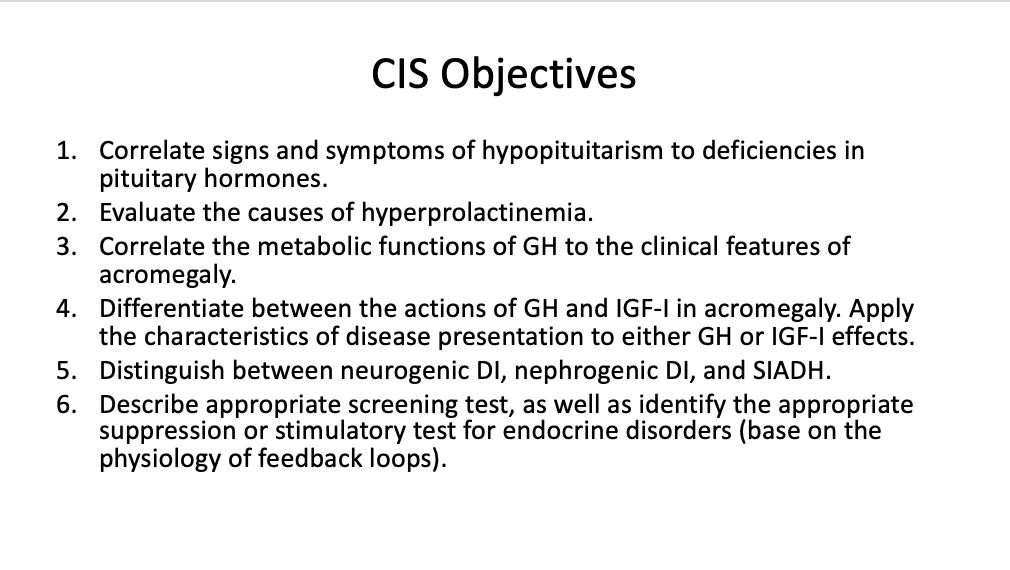 CIS Objectives
1. Correlate signs and symptoms of hypopituitarism to deficiencies in
pituitary hormones.
2. Evaluate the causes of hyperprolactinemia.
3. Correlate the metabolic functions of GH to the clinical features of
acromegaly.
4. Differentiate between the actions of GH and IGF-I in acromegaly. Apply
the characteristics of disease presentation to either GH or IGF-I effects.
5. Distinguish between neurogenic DI, nephrogenic DI, and SIADH.
6. Describe appropriate screening test, as well as identify the appropriate
suppression or stimulatory test for endocrine disorders (base on the
physiology of feedback loops).